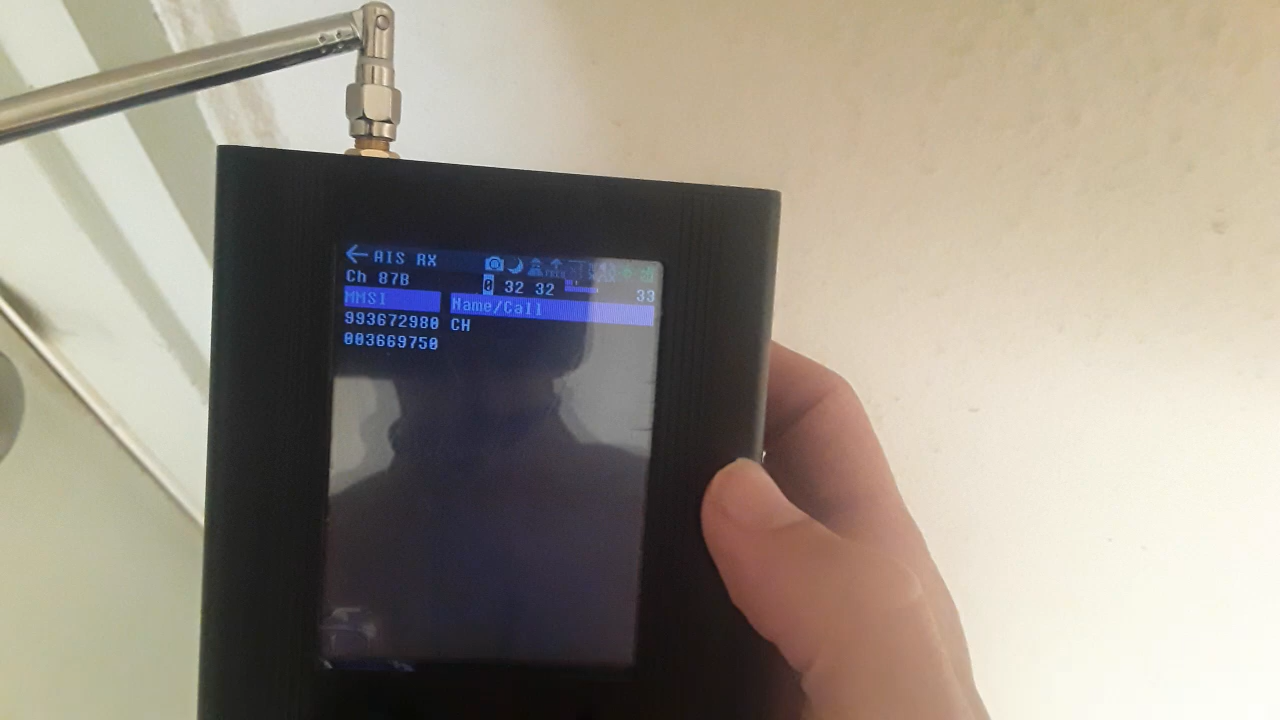 AIS RX
Ch 87B 0 32 32 33
MMSI Name/Call
993672980 CH
003669750